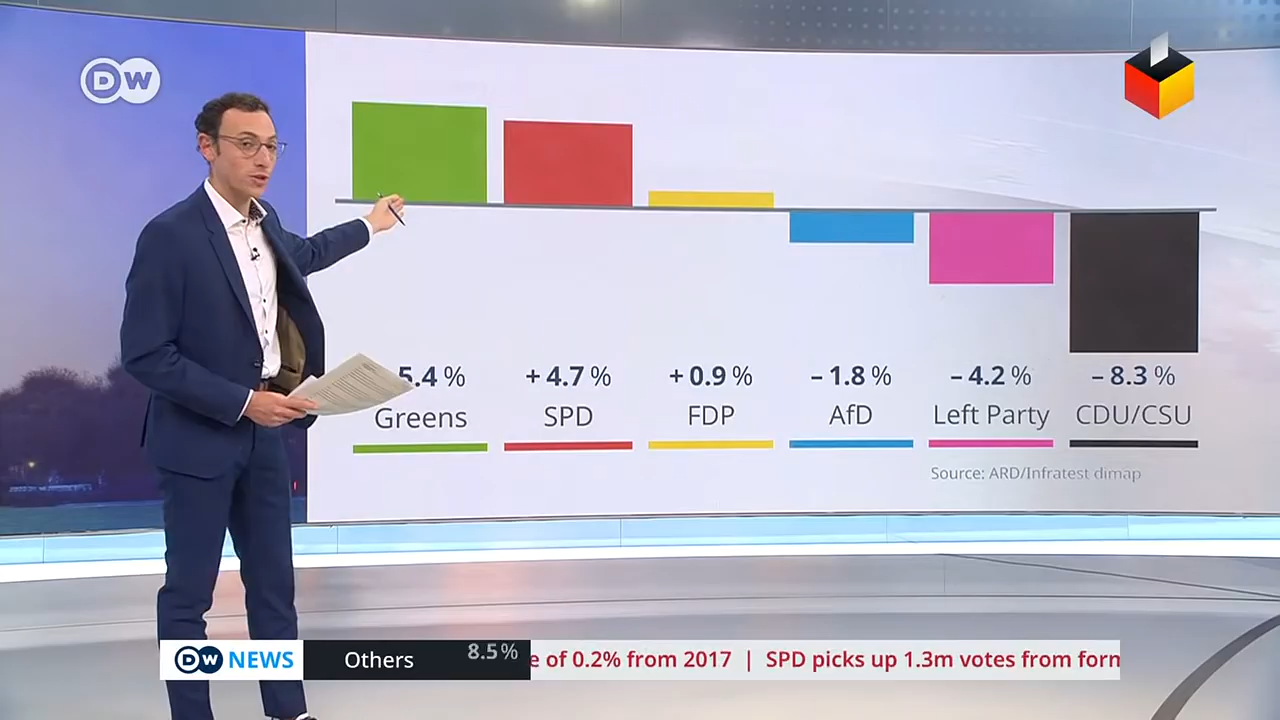 DW
5.4 %
+ 4.7 %
+ 0.9 %
– 1.8 %
– 4.2 %
– 8.3 %
Greens
SPD
FDP
AfD
Left Party
CDU/CSU
Source: ARD/Infratest dimap
DW NEWS
Others
8.5 %
e of 0.2% from 2017 | SPD picks up 1.3m votes from